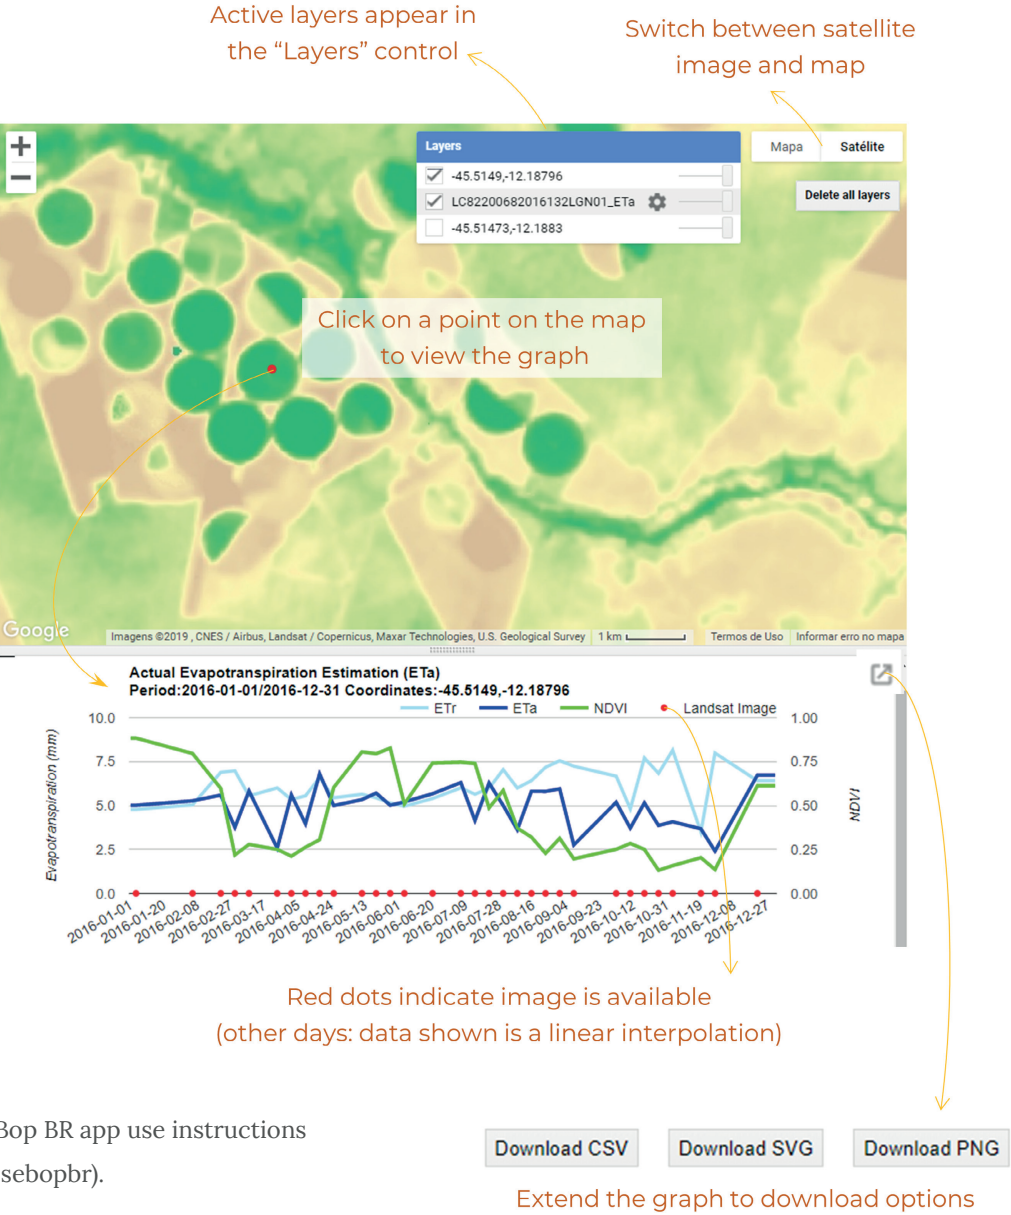 Active layers appear in
the “Layers” control
Switch between satellite
image and map
+
−
Layers
-45.5149,-12.18796
LC82200682016132LGN01_ETa
-45.51473,-12.1883
Mapa
Satélite
Delete all layers
Click on a point on the map
to view the graph
Google
Imagens ©2019 , CNES / Airbus, Landsat / Copernicus, Maxar Technologies, U.S. Geological Survey
1 km
Termos de Uso
Informar erro no mapa
Actual Evapotranspiration Estimation (ETa)
Period:2016-01-01/2016-12-31 Coordinates:-45.5149,-12.18796
ETr
ETa
NDVI
Landsat Image
Evapotranspiration (mm)
10.0
7.5
5.0
2.5
0.0
1.00
0.75
0.50
0.25
0.00
NDVI
2016-01-01
2016-01-20
2016-02-08
2016-02-27
2016-03-17
2016-04-05
2016-04-24
2016-05-13
2016-06-01
2016-06-20
2016-07-09
2016-07-28
2016-08-16
2016-09-04
2016-09-23
2016-10-12
2016-10-31
2016-11-19
2016-12-08
2016-12-27
Red dots indicate image is available
(other days: data shown is a linear interpolation)
Bop BR app use instructions
sebopbr).
Download CSV
Download SVG
Download PNG
Extend the graph to download options